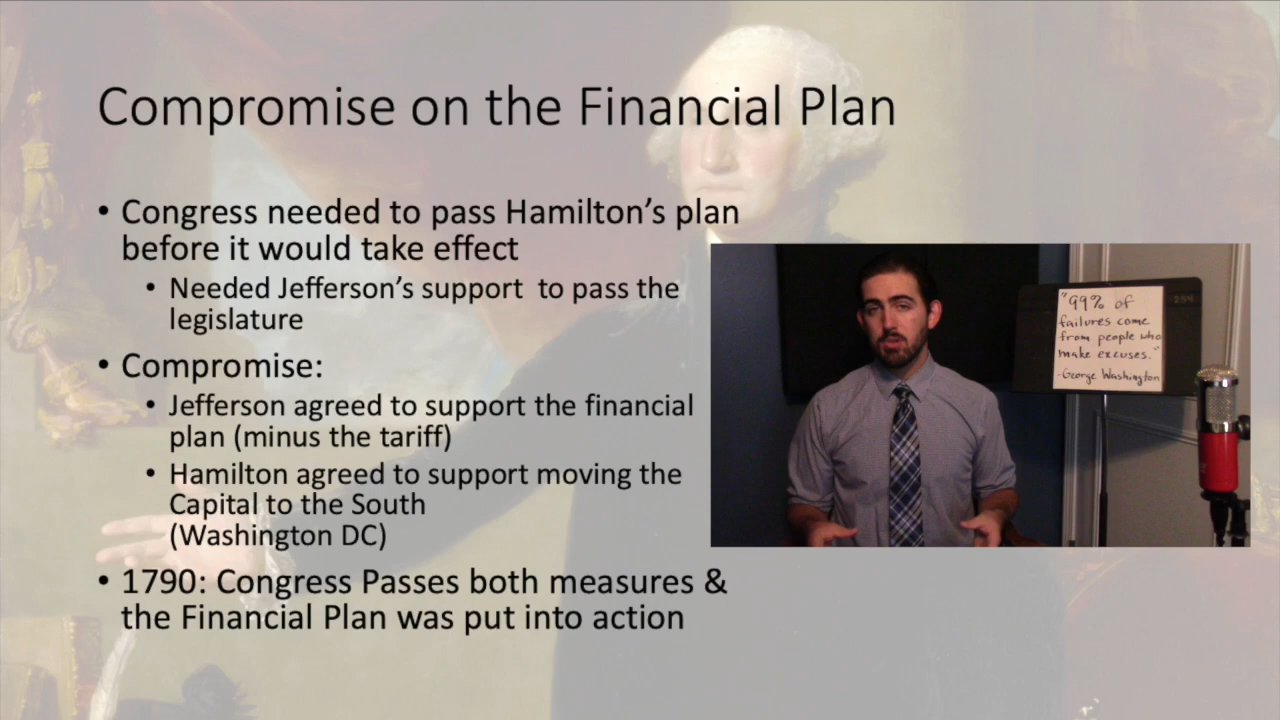 Compromise on the Financial Plan
• Congress needed to pass Hamilton's plan
before it would take effect
• Needed Jefferson's support to pass the
legislature
• Compromise:
• Jefferson agreed to support the financial
plan (minus the tariff)
• Hamilton agreed to support moving the
Capital to the South
(Washington DC)
• 1790: Congress Passes both measures &
the Financial Plan was put into action
"99% of
failures come
from people who
make excuses."
-George Washington